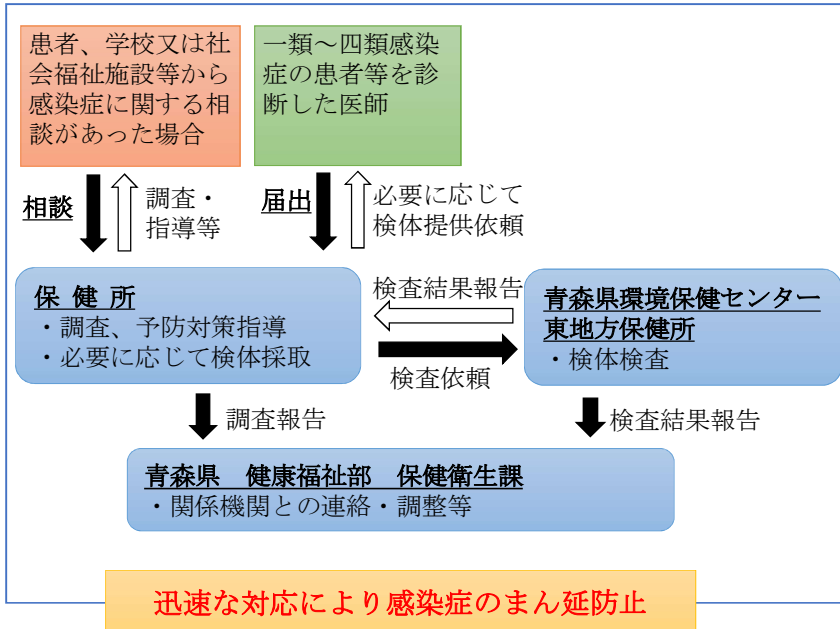 患者、学校又は社
会福祉施設等から
感染症に関する相
談があった場合
一類～四類感染
症の患者等を診
断した医師
相談
調査・
指導等
届出
必要に応じて
検体提供依頼
保 健 所
・調査、予防対策指導
・必要に応じて検体採取
検査結果報告
検査依頼
青森県環境保健センター
東地方保健所
・検体検査
調査報告
検査結果報告
青森県　健康福祉部　保健衛生課
・関係機関との連絡・調整等
迅速な対応により感染症のまん延防止